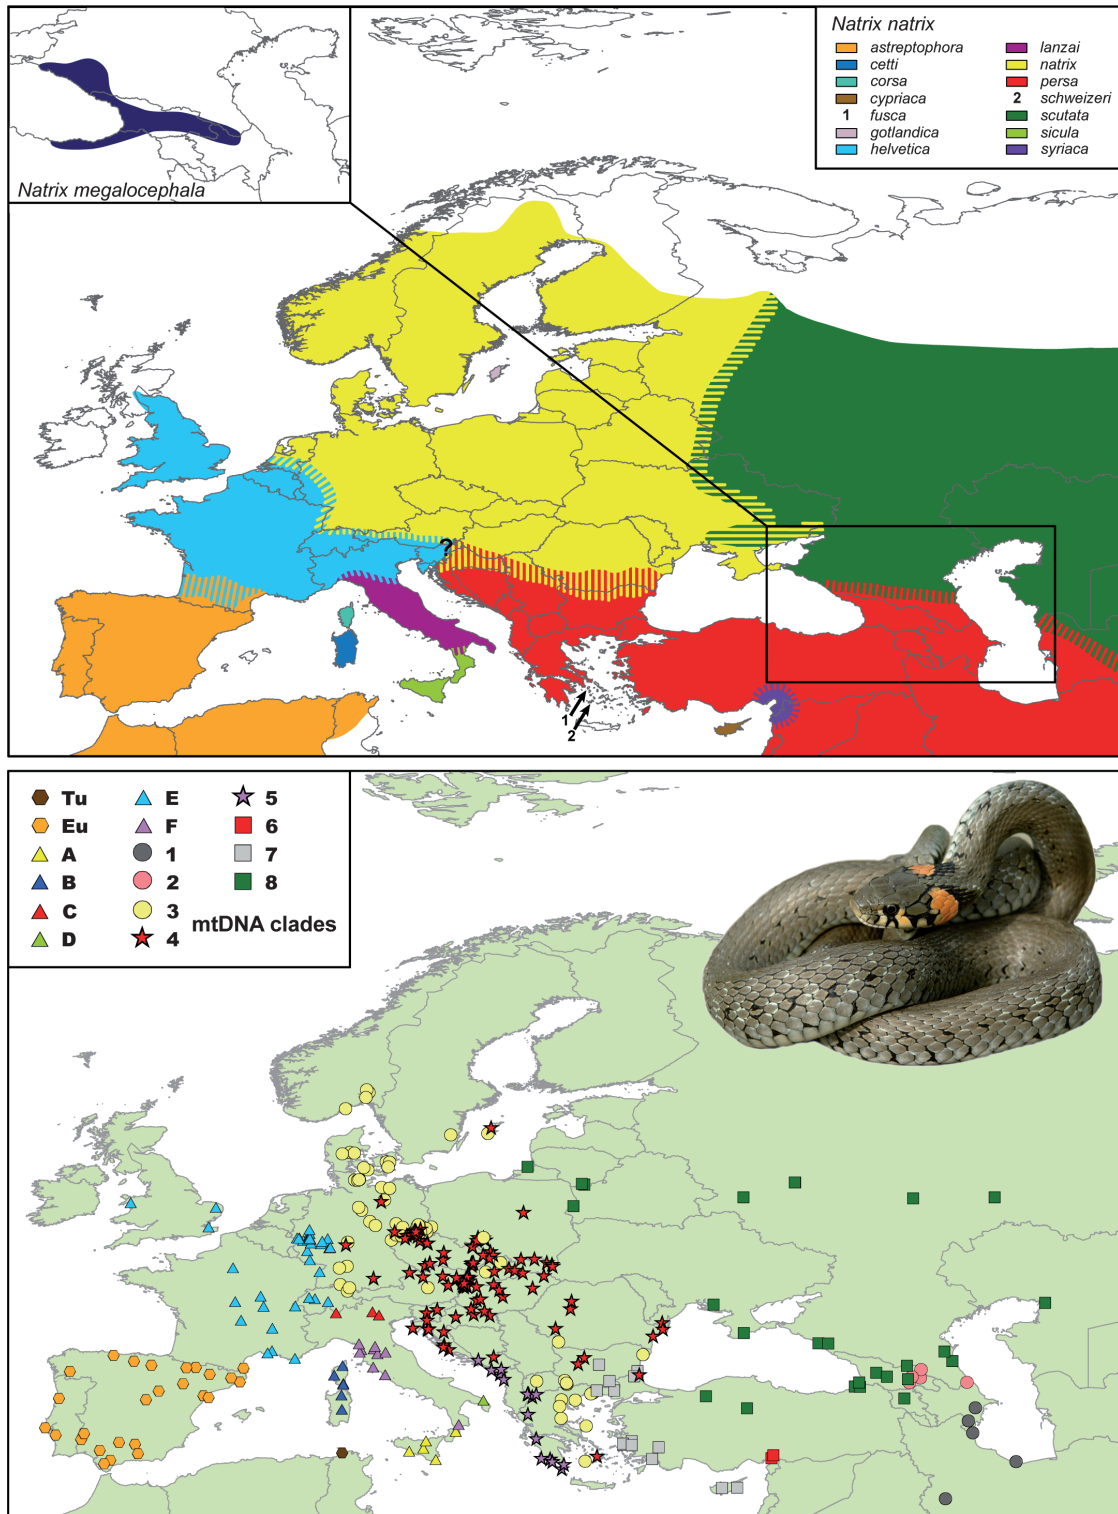 Natrix megalocephala
Natrix natrix
astreptophora
cetti
corsa
cypriaca
1 fusca
gotlandica
helvetica
lanzai
natrix
persa
2 schweizeri
scutata
sicula
syriaca
?
1
2
Tu
Eu
A
B
C
D
E
F
1
2
3
4
5
6
7
8
mtDNA clades